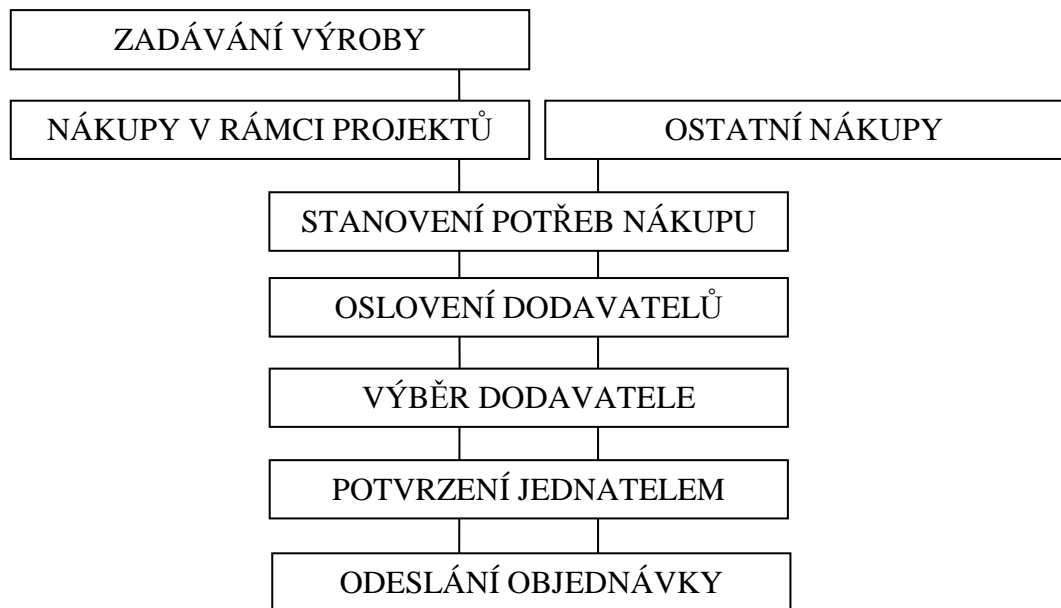 ZADÁVÁNÍ VÝROBY
NÁKUPY V RÁMCI PROJEKTŮ
OSTATNÍ NÁKUPY
STANOVENÍ POTŘEB NÁKUPU
OSLOVENÍ DODAVATELŮ
VÝBĚR DODAVATELE
POTVRZENÍ JEDNATELEM
ODESLÁNÍ OBJEDNÁVKY